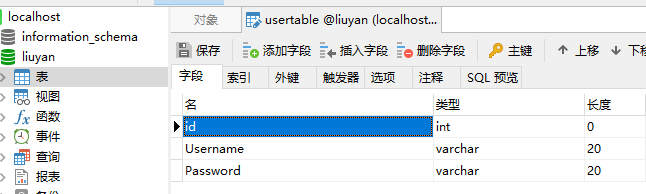 localhost
information_schema
liuyan
表
视图
函数
事件
查询
报表
对象
usertable @liuyan (localhost...
保存
添加字段
插入字段
删除字段
主键
上移
字段
索引
外键
触发器
选项
注释
SQL 预览
名 类型 长度
id int 0
Username varchar 20
Password varchar 20